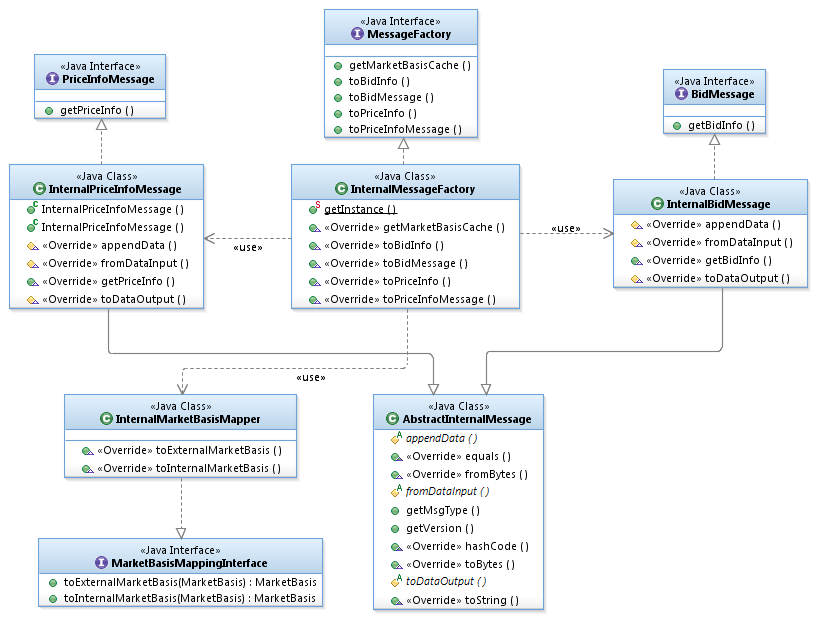 «Java Interface»
MessageFactory
getMarketBasisCache ( )
toBidInfo ( )
toBidMessage ( )
toPriceInfo ( )
toPriceInfoMessage ( )
«Java Interface»
PriceInfoMessage
getPriceInfo ( )
«Java Interface»
BidMessage
getBidInfo ( )
«Java Class»
InternalPriceInfoMessage
InternalPriceInfoMessage ( )
InternalPriceInfoMessage ( )
«Override» appendData ( )
«Override» fromDataInput ( )
«Override» getPriceInfo ( )
«Override» toDataOutput ( )
«use»
«Java Class»
InternalMessageFactory
getInstance ( )
«Override» getMarketBasisCache ( )
«Override» toBidInfo ( )
«Override» toBidMessage ( )
«Override» toPriceInfo ( )
«Override» toPriceInfoMessage ( )
«use»
«Java Class»
InternalBidMessage
«Override» appendData ( )
«Override» fromDataInput ( )
«Override» getBidInfo ( )
«Override» toDataOutput ( )
«use»
«Java Class»
InternalMarketBasisMapper
«Override» toExternalMarketBasis ( )
«Override» toInternalMarketBasis ( )
«Java Class»
AbstractInternalMessage
appendData ( )
«Override» equals ( )
«Override» fromBytes ( )
fromDataInput ( )
getMsgType ( )
getVersion ( )
«Override» hashCode ( )
«Override» toBytes ( )
toDataOutput ( )
«Override» toString ( )
«Java Interface»
MarketBasisMappingInterface
toExternalMarketBasis(MarketBasis) : MarketBasis
toInternalMarketBasis(MarketBasis) : MarketBasis